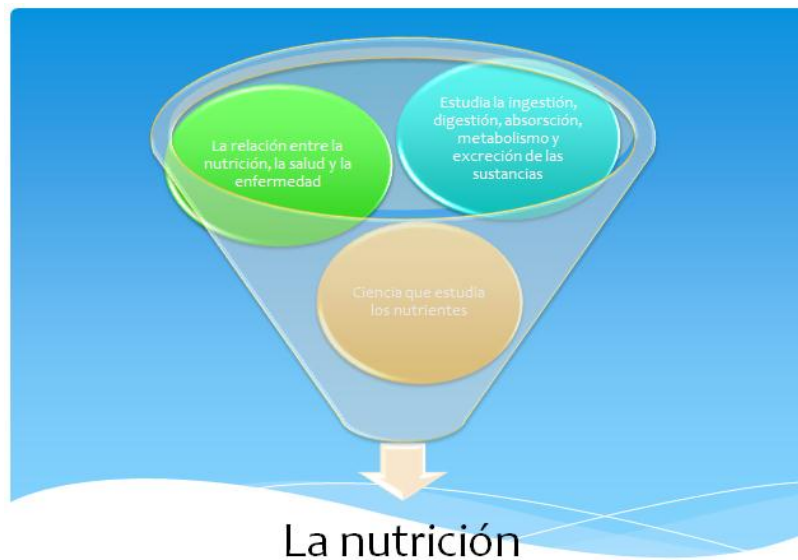 La relación entre la
nutrición, la salud y la
enfermedad
Estudia la ingestión,
digestión, absorsción,
metabolismo y
excreción de las
sustancias
Ciencia que estudia
los nutrientes
La nutrición